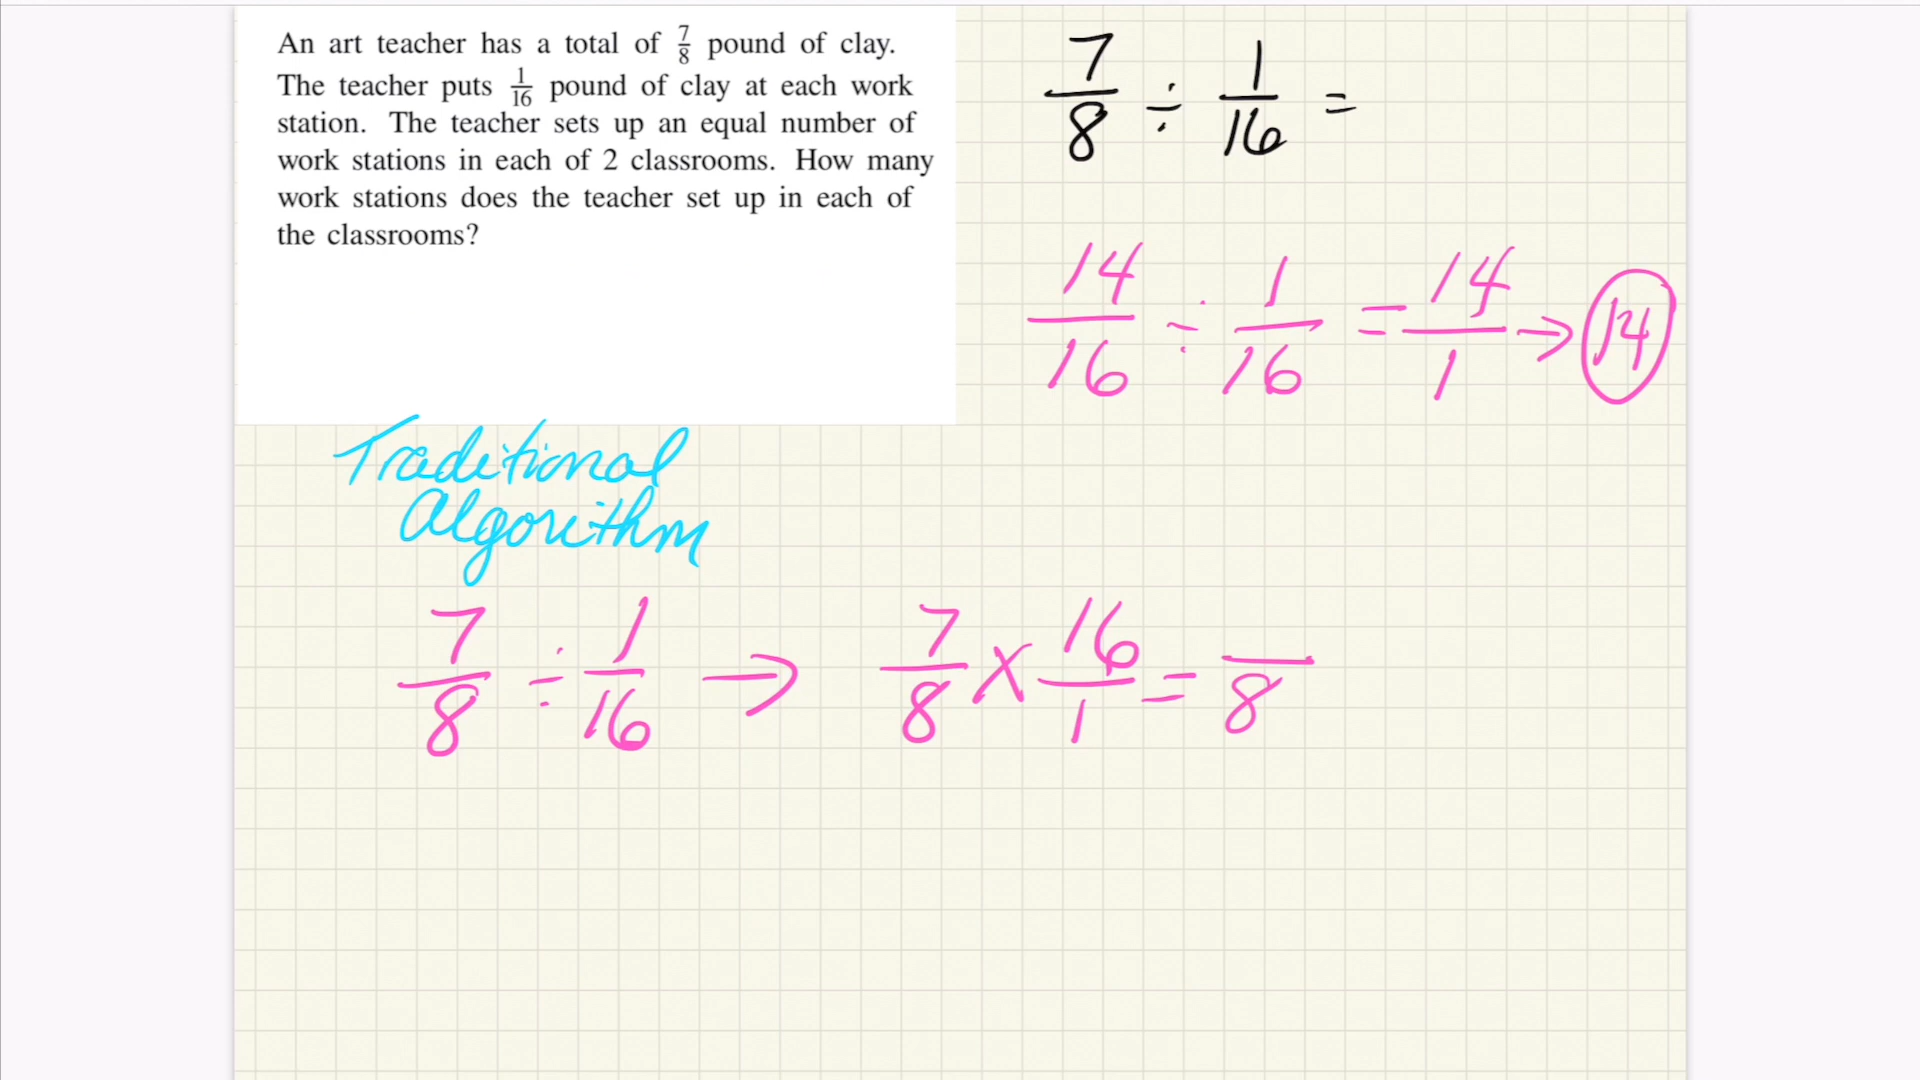 An art teacher has a total of 7/8 pound of clay.
The teacher puts 1/16 pound of clay at each work
station. The teacher sets up an equal number of
work stations in each of 2 classrooms. How many
work stations does the teacher set up in each of
the classrooms?
7/8 ÷ 1/16 =
14/16 ÷ 1/16 = 14/1 → 14
Traditional
Algorithm
7/8 ÷ 1/16 → 7/8 × 16/1 = /8